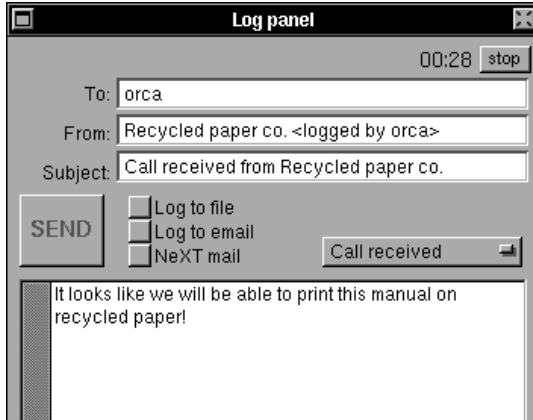 Log panel
00:28 stop
To: orca
From: Recycled paper co. <logged by orca>
Subject: Call received from Recycled paper co.
SEND
Log to file
Log to email
NeXT mail
Call received
It looks like we will be able to print this manual on
recycled paper!